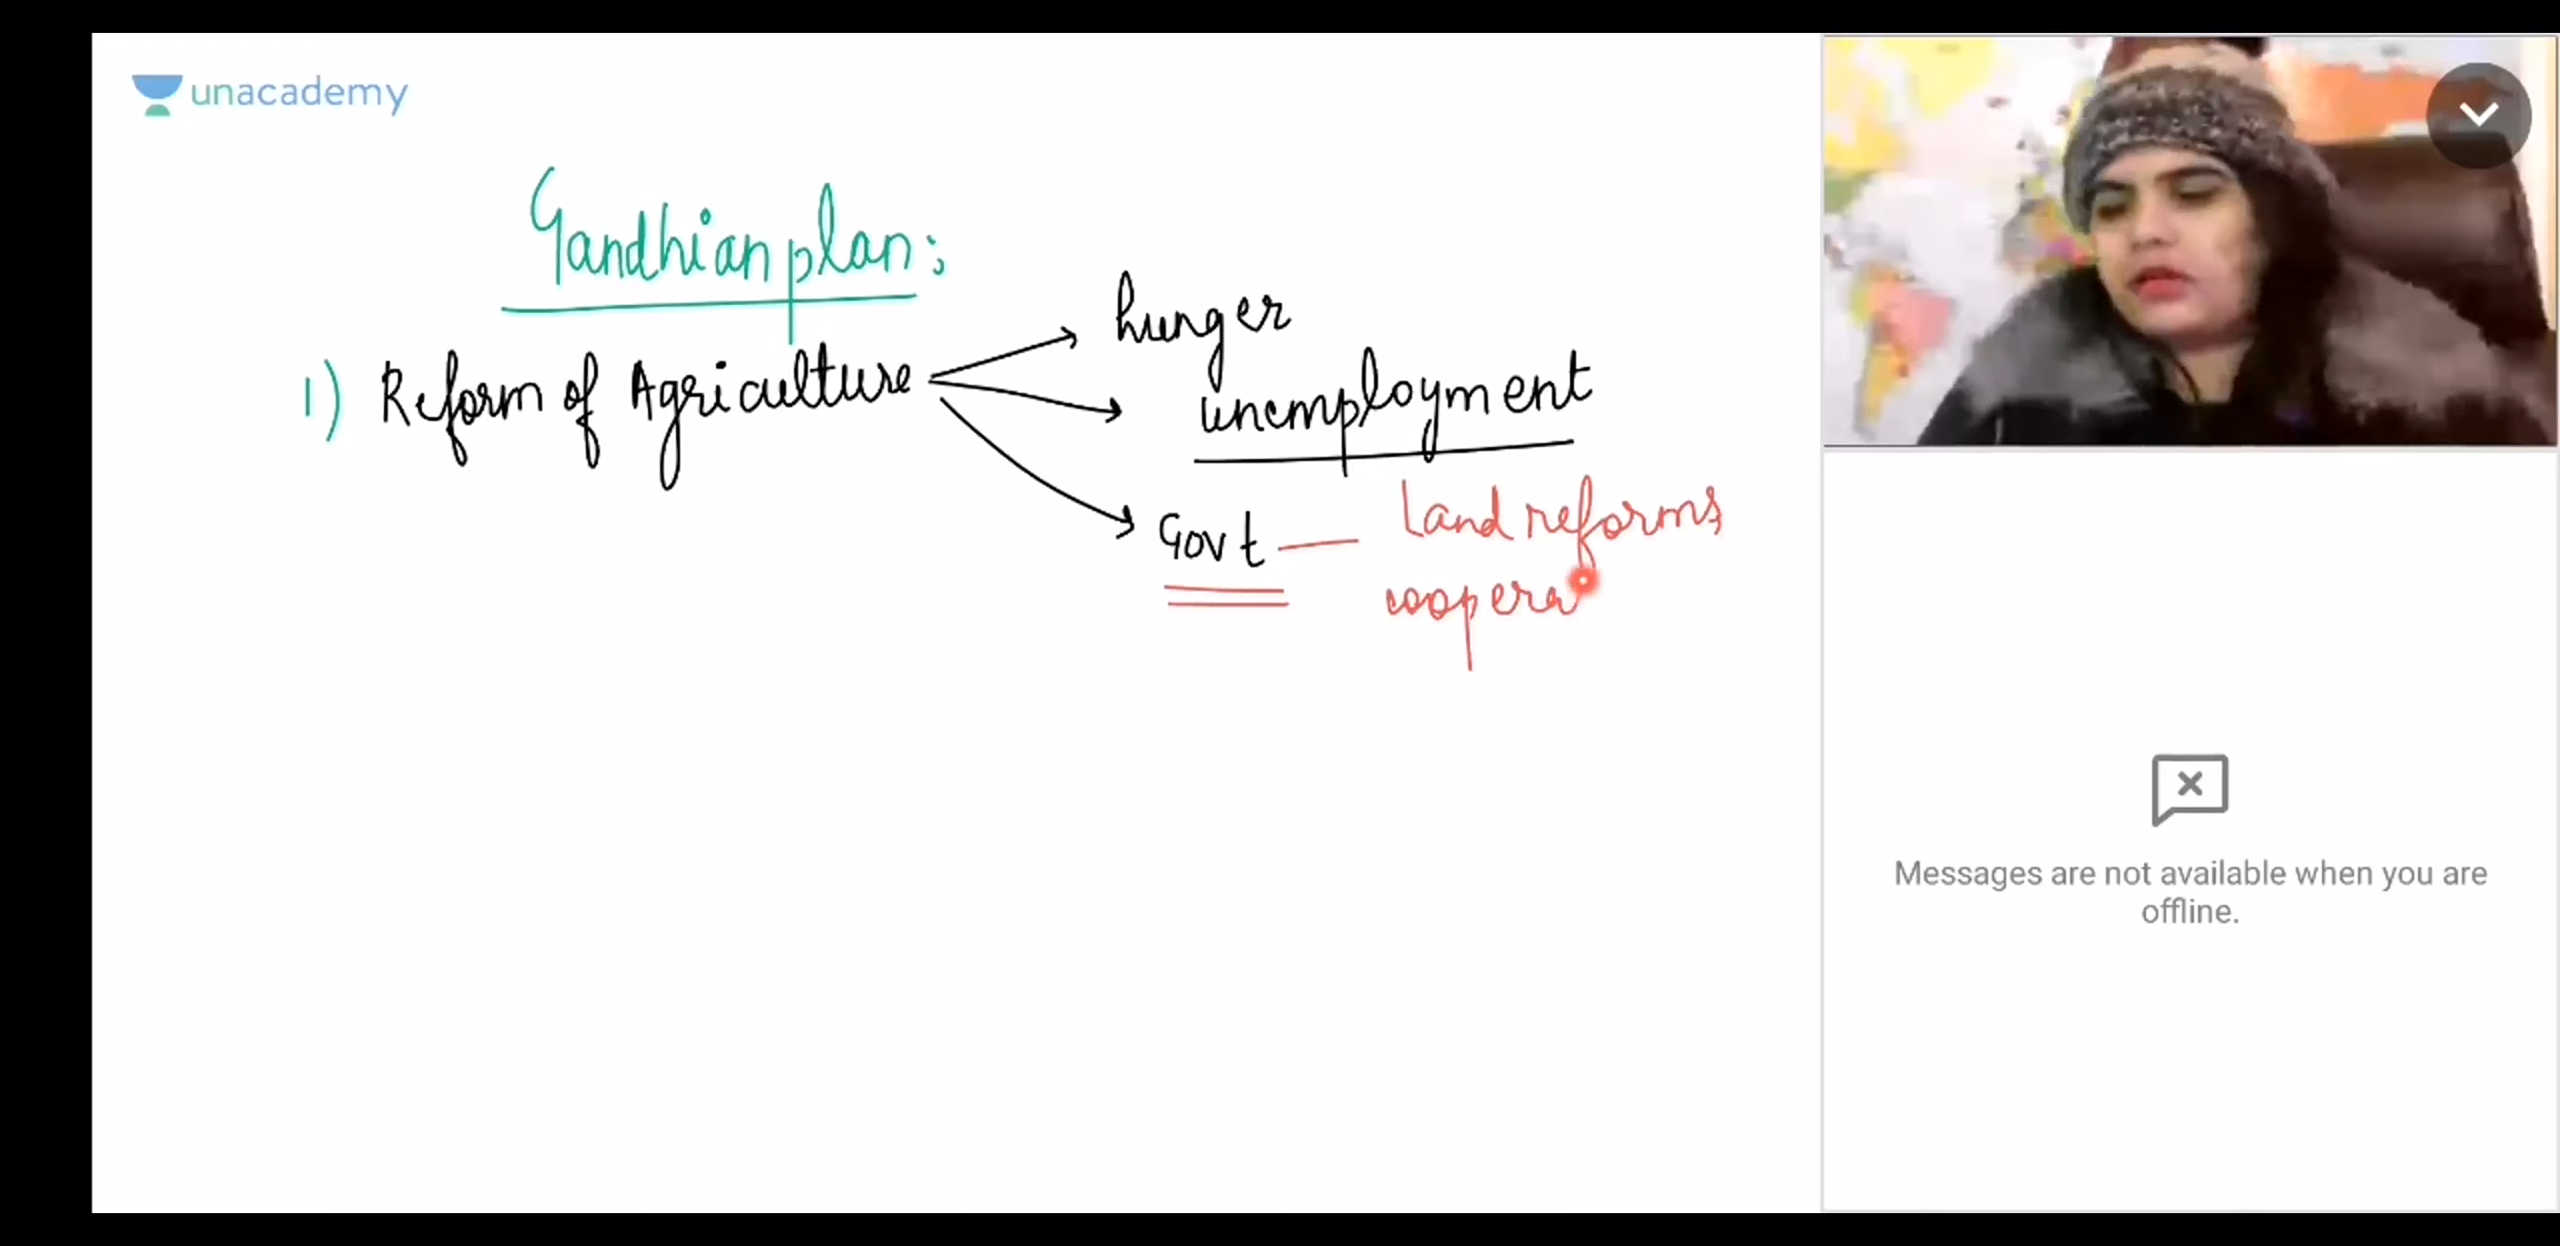 unacademy
Gandhian plan:
1) Reform of Agriculture
hunger
unemployment
Govt — Land reforms,
coopera
Messages are not available when you are
offline.